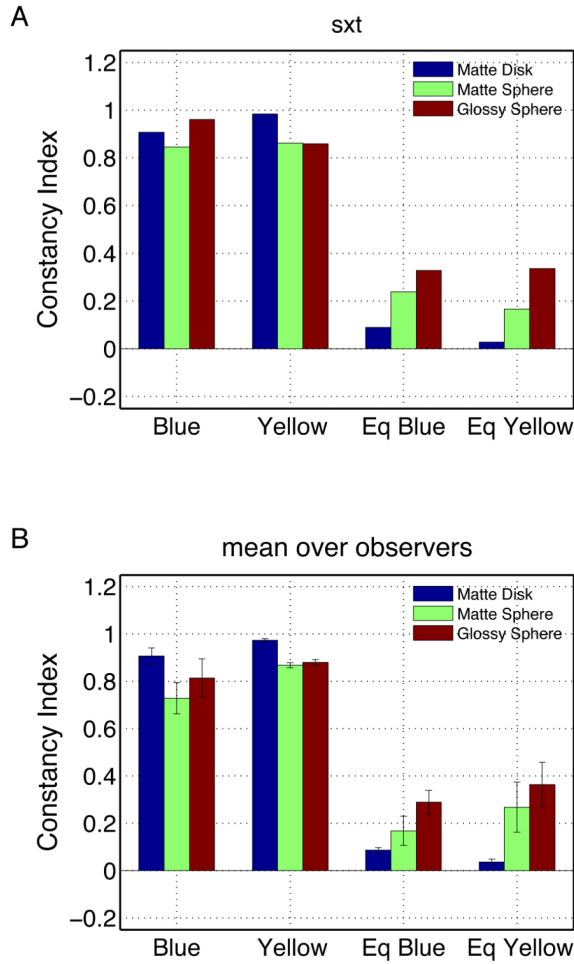 A
sxt
1.2
1
0.8
0.6
0.4
0.2
0
−0.2
Constancy Index
Matte Disk
Matte Sphere
Glossy Sphere
Blue Yellow Eq Blue Eq Yellow
B
mean over observers
1.2
1
0.8
0.6
0.4
0.2
0
−0.2
Constancy Index
Matte Disk
Matte Sphere
Glossy Sphere
Blue Yellow Eq Blue Eq Yellow